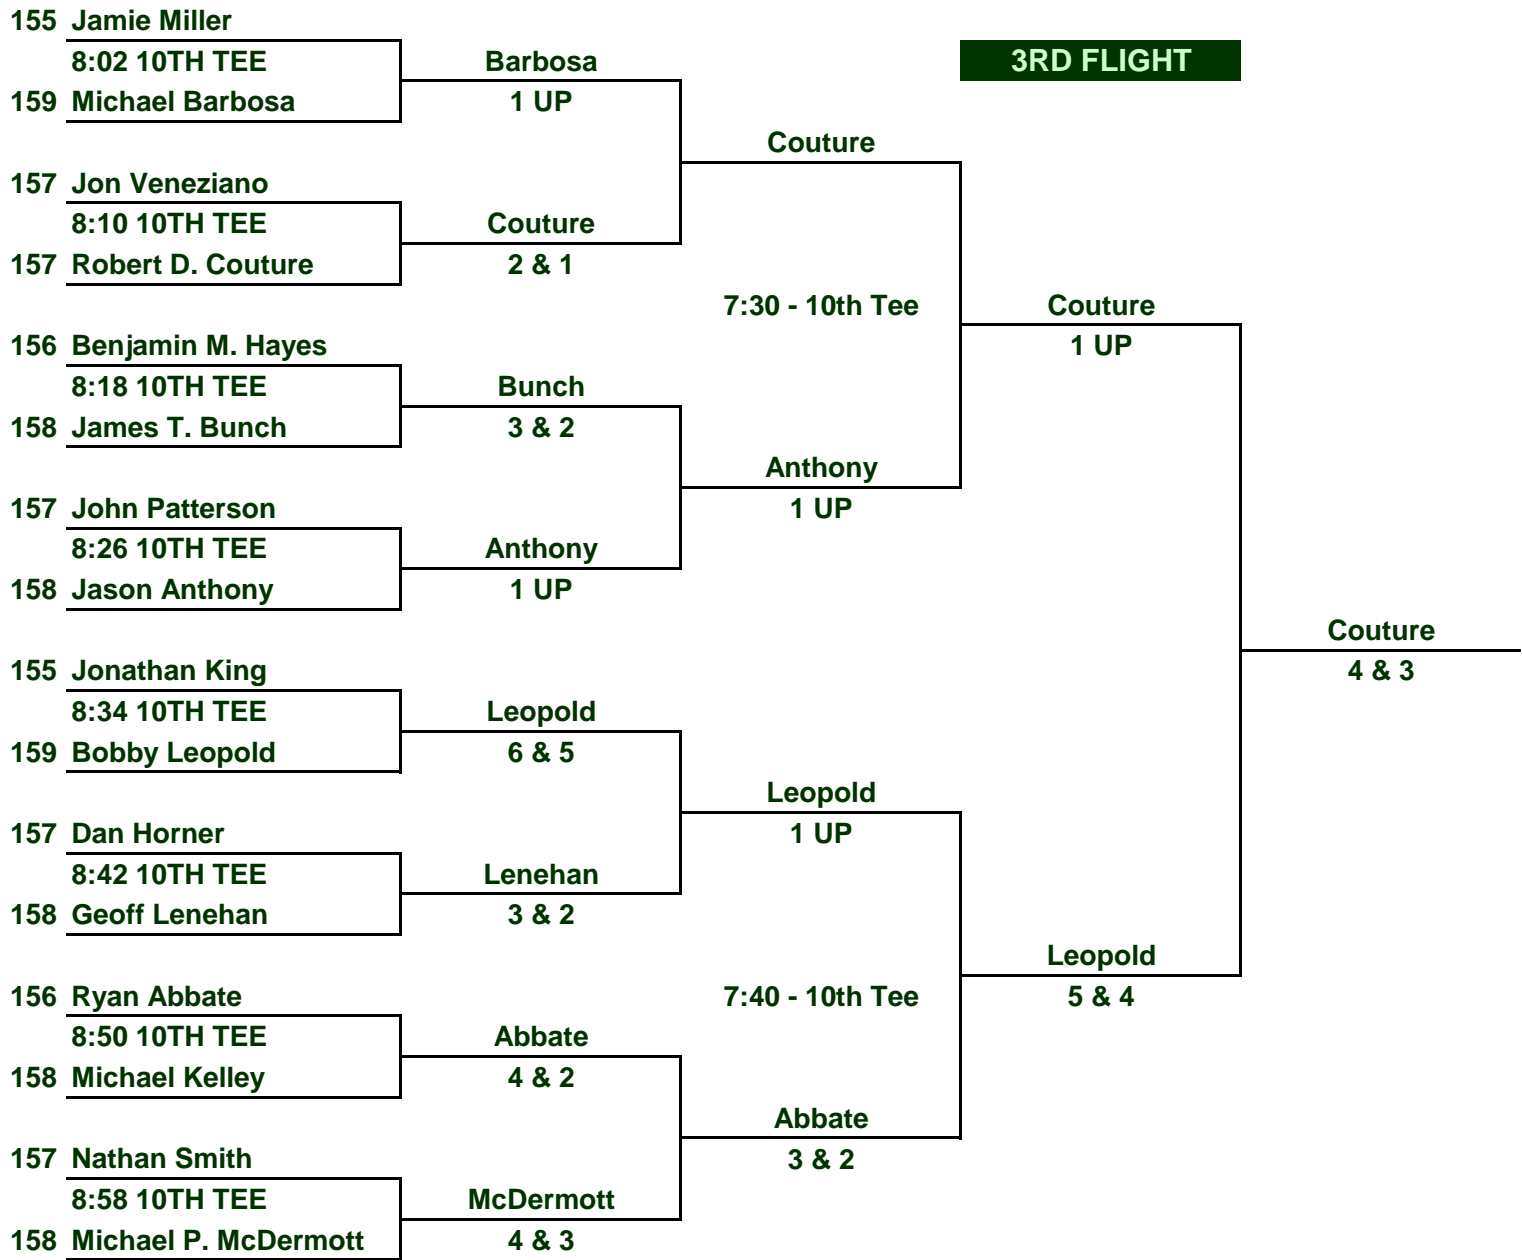 155 Jamie Miller
8:02 10TH TEE
159 Michael Barbosa
157 Jon Veneziano
8:10 10TH TEE
157 Robert D. Couture
156 Benjamin M. Hayes
8:18 10TH TEE
158 James T. Bunch
157 John Patterson
8:26 10TH TEE
158 Jason Anthony
155 Jonathan King
8:34 10TH TEE
159 Bobby Leopold
157 Dan Horner
8:42 10TH TEE
158 Geoff Lenehan
156 Ryan Abbate
8:50 10TH TEE
158 Michael Kelley
157 Nathan Smith
8:58 10TH TEE
158 Michael P. McDermott
Barbosa
1 UP
Couture
2 & 1
Bunch
3 & 2
Anthony
1 UP
Leopold
6 & 5
Lenehan
3 & 2
Abbate
4 & 2
McDermott
4 & 3
Couture
7:30 - 10th Tee
Anthony
1 UP
Leopold
1 UP
7:40 - 10th Tee
Abbate
3 & 2
3RD FLIGHT
Couture
1 UP
Leopold
5 & 4
Couture
4 & 3